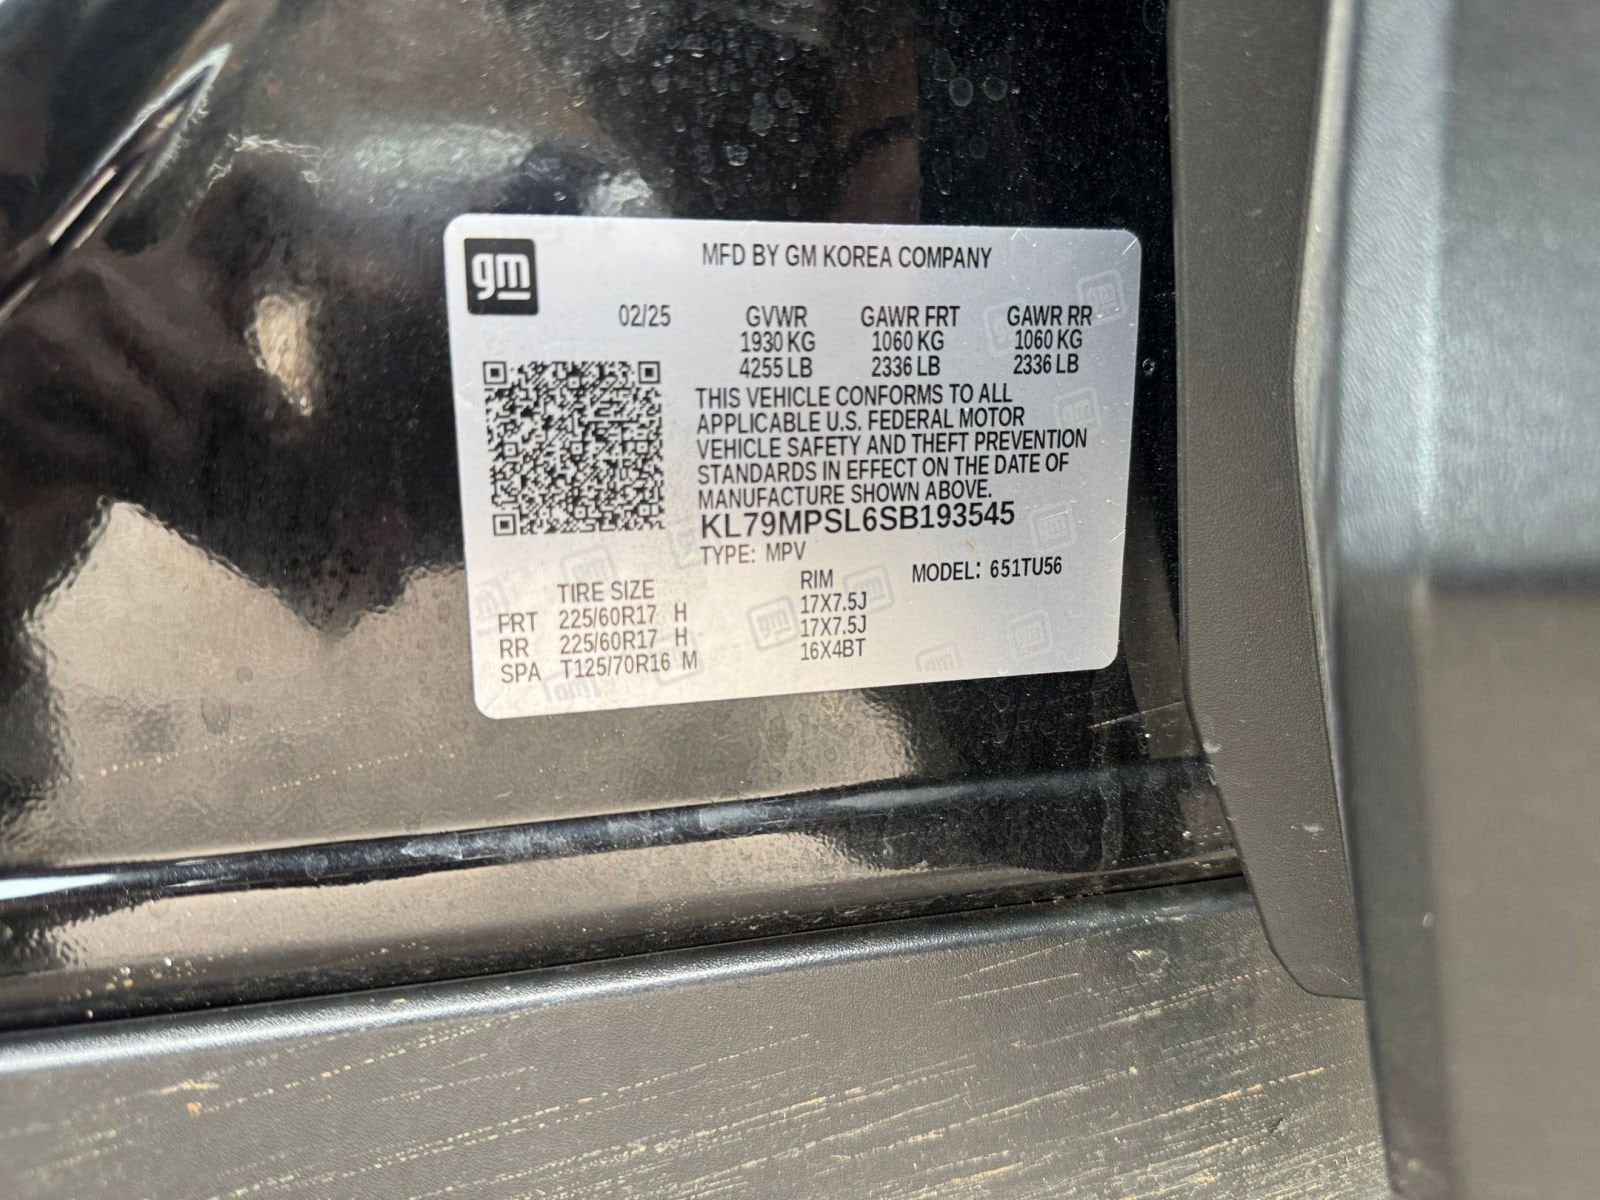 gm
MFD BY GM KOREA COMPANY
02/25 GVWR GAWR FRT GAWR RR
1930 KG 1060 KG 1060 KG
4255 LB 2336 LB 2336 LB
THIS VEHICLE CONFORMS TO ALL
APPLICABLE U.S. FEDERAL MOTOR
VEHICLE SAFETY AND THEFT PREVENTION
STANDARDS IN EFFECT ON THE DATE OF
MANUFACTURE SHOWN ABOVE.
KL79MPSL6SB193545
TYPE: MPV MODEL: 651TU56
TIRE SIZE RIM
FRT 225/60R17 H 17X7.5J
RR 225/60R17 H 17X7.5J
SPA T125/70R16 M 16X4BT